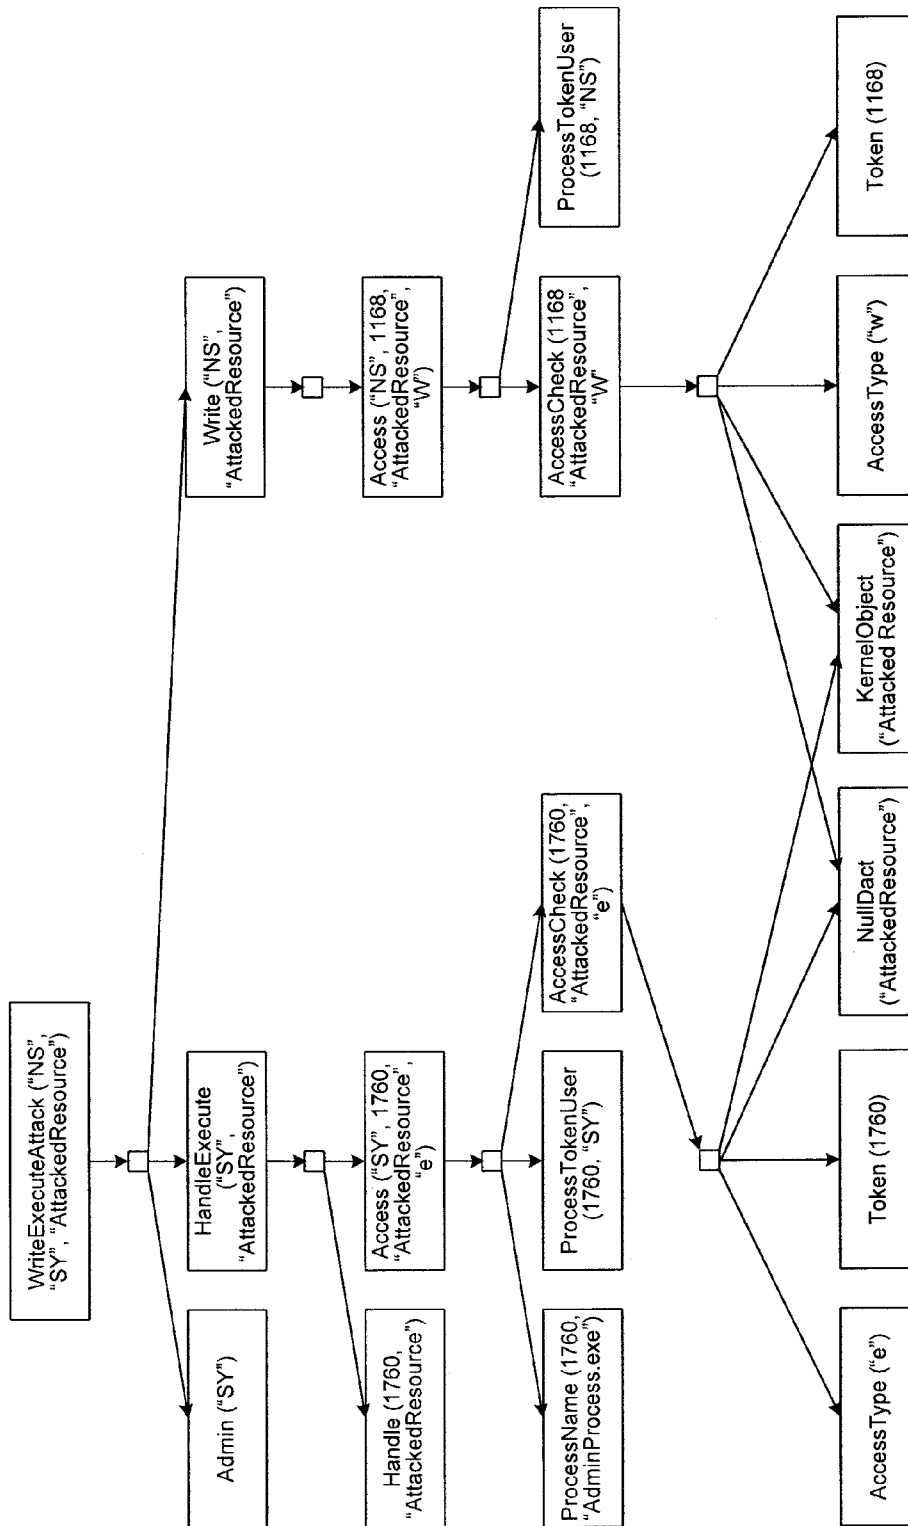 WriteExecuteAttack (“NS”,
“SY”, “AttackedResource”)
Admin (“SY”)
HandleExecute
(“SY”,
“AttackedResource”)
Write (“NS”,
“AttackedResource”)
Handle (1760,
“AttackedResource”)
Access (“SY”, 1760,
“AttackedResource”,
“e”)
Access (“NS”, 1168,
“AttackedResource”,
“W”)
ProcessName (1760,
“AdminProcess.exe”)
ProcessTokenUser
(1760, “SY”)
AccessCheck (1760,
“AttackedResource”,
“e”)
AccessCheck (1168
“AttackedResource”,
“W”
ProcessTokenUser
(1168, “NS”)
AccessType (“e”)
Token (1760)
NullDact
(“AttackedResource”)
KernelObject
(“Attacked Resource”)
AccessType (“w”)
Token (1168)